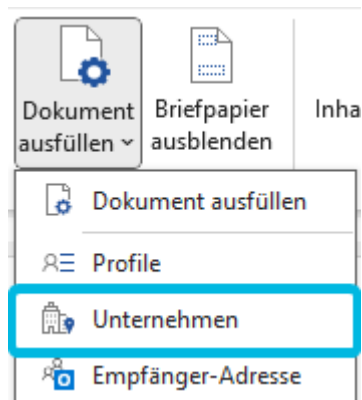 Dokument
ausfüllen
Briefpapier
ausblenden
Inha
Dokument ausfüllen
Profile
Unternehmen
Empfänger-Adresse